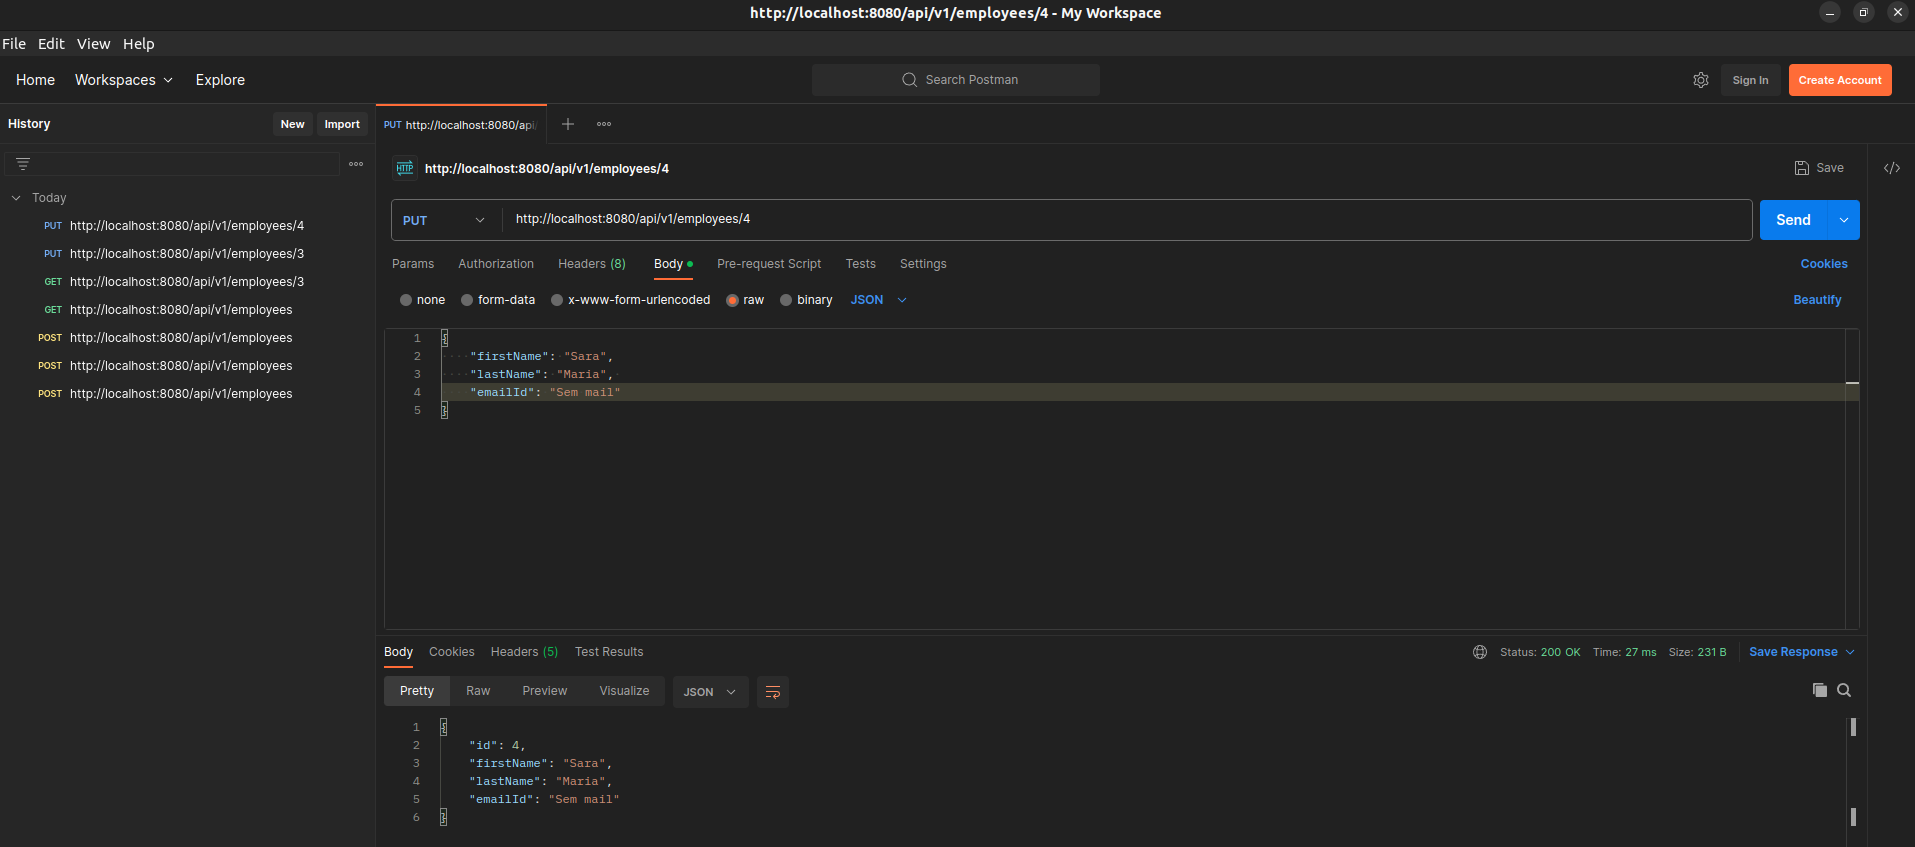 http://localhost:8080/api/v1/employees/4 - My Workspace
File Edit View Help
Home Workspaces Explore Search Postman Sign In Create Account
History New Import PUT http://localhost:8080/api/
http://localhost:8080/api/v1/employees/4 Save
Today
PUT http://localhost:8080/api/v1/employees/4
PUT http://localhost:8080/api/v1/employees/3
GET http://localhost:8080/api/v1/employees/3
GET http://localhost:8080/api/v1/employees
POST http://localhost:8080/api/v1/employees
POST http://localhost:8080/api/v1/employees
POST http://localhost:8080/api/v1/employees
PUT http://localhost:8080/api/v1/employees/4 Send
Params Authorization Headers (8) Body Pre-request Script Tests Settings Cookies
none form-data x-www-form-urlencoded raw binary JSON Beautify
1 {
2 "firstName": "Sara",
3 "lastName": "Maria",
4 "emailId": "Sem mail"
5 }
Body Cookies Headers (5) Test Results Status: 200 OK Time: 27 ms Size: 231 B Save Response
Pretty Raw Preview Visualize JSON
1 {
2 "id": 4,
3 "firstName": "Sara",
4 "lastName": "Maria",
5 "emailId": "Sem mail"
6 }